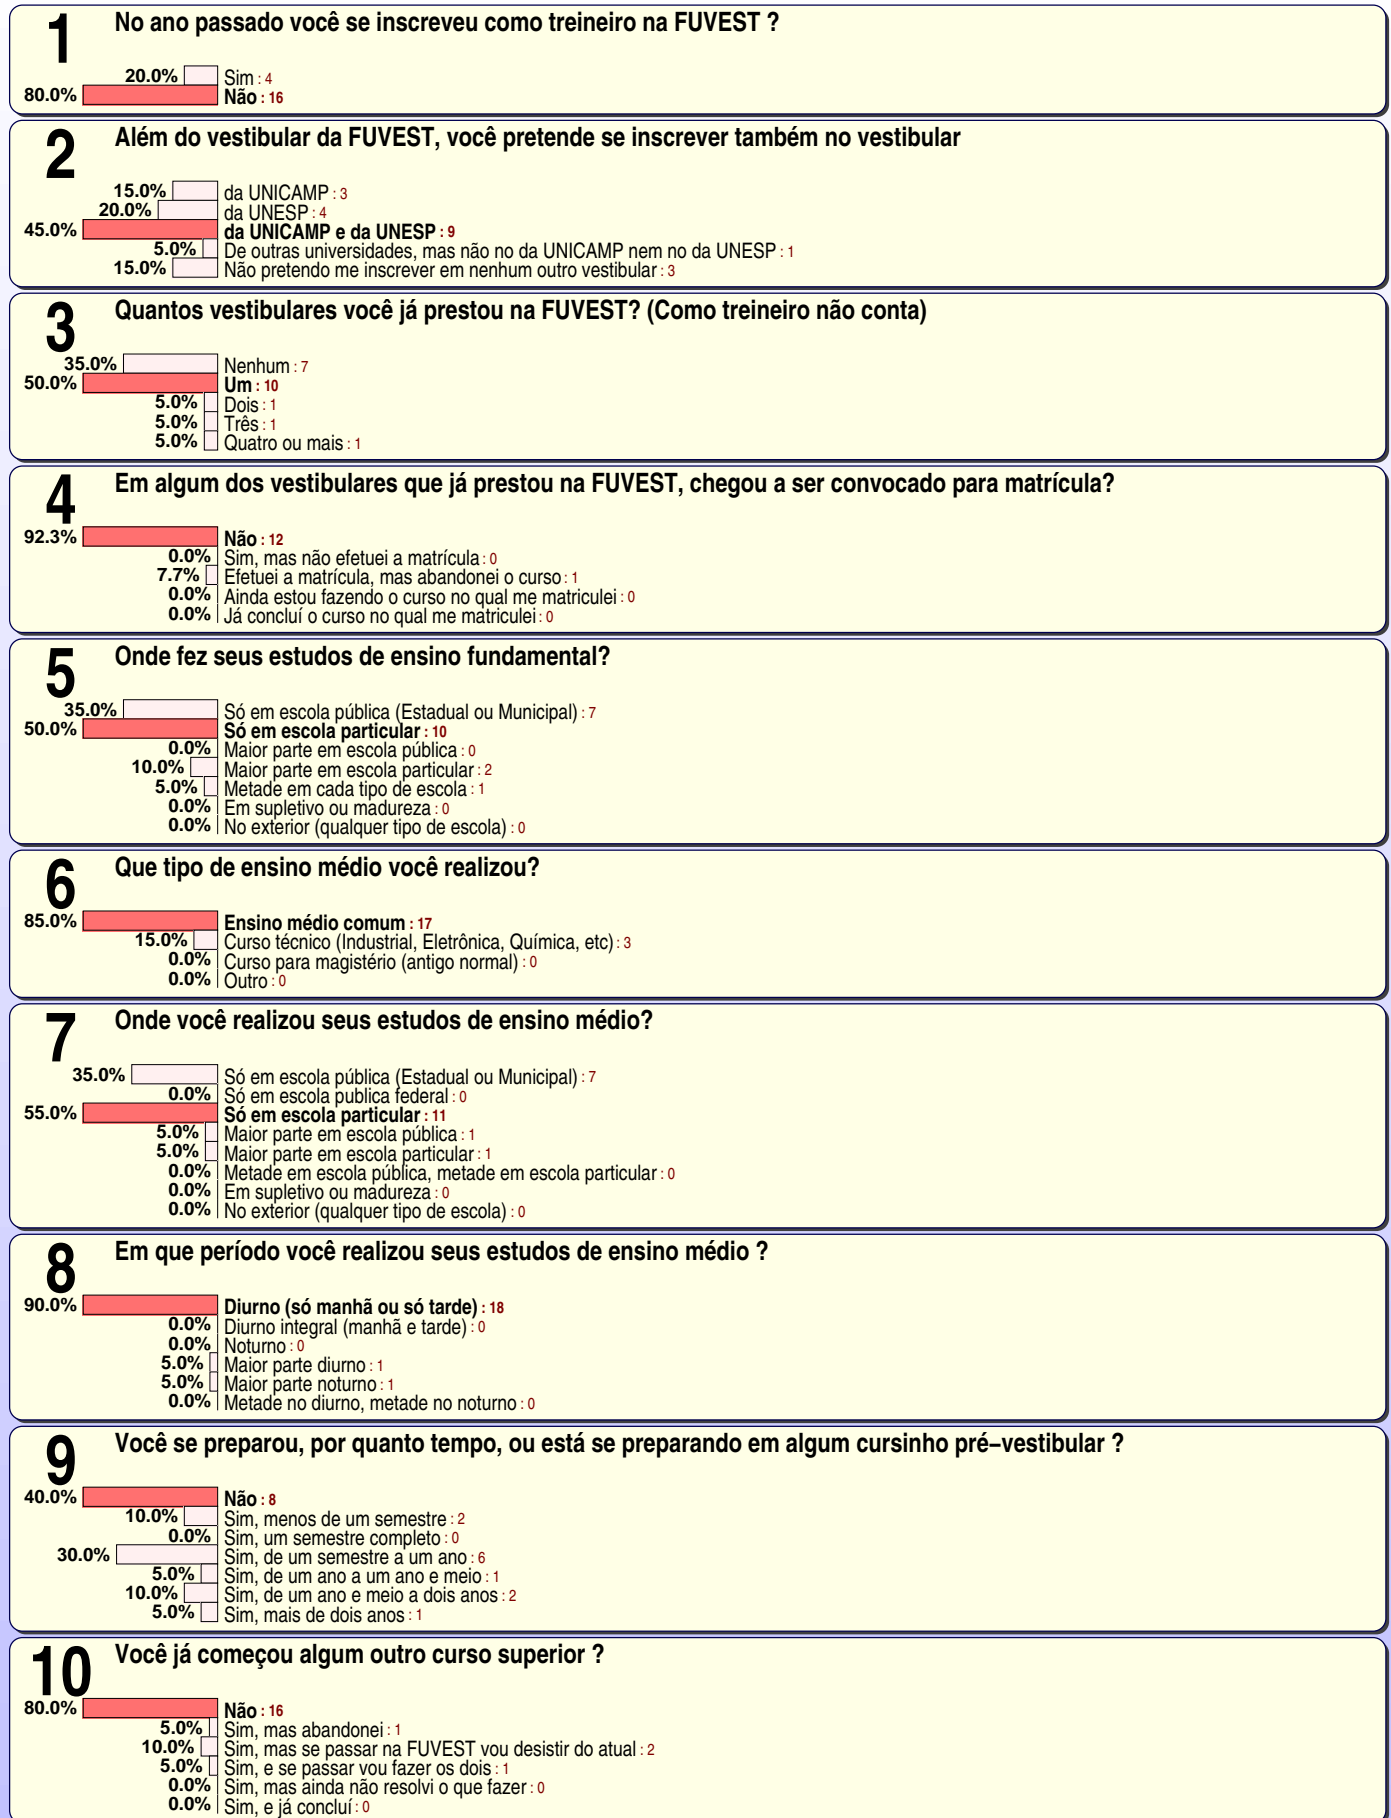 1 No ano passado você se inscreveu como treineiro na FUVEST ?
20.0% Sim : 4
80.0% Não : 16
2 Além do vestibular da FUVEST, você pretende se inscrever também no vestibular
15.0% da UNICAMP : 3
20.0% da UNESP : 4
45.0% da UNICAMP e da UNESP : 9
5.0% De outras universidades, mas não no da UNICAMP nem no da UNESP : 1
15.0% Não pretendo me inscrever em nenhum outro vestibular : 3
3 Quantos vestibulares você já prestou na FUVEST? (Como treineiro não conta)
35.0% Nenhum : 7
50.0% Um : 10
5.0% Dois : 1
5.0% Três : 1
5.0% Quatro ou mais : 1
4 Em algum dos vestibulares que já prestou na FUVEST, chegou a ser convocado para matrícula?
92.3% Não : 12
0.0% Sim, mas não efetuei a matrícula : 0
7.7% Efetuei a matrícula, mas abandonei o curso : 1
0.0% Ainda estou fazendo o curso no qual me matriculei : 0
0.0% Já concluí o curso no qual me matriculei : 0
5 Onde fez seus estudos de ensino fundamental?
35.0% Só em escola pública (Estadual ou Municipal) : 7
50.0% Só em escola particular : 10
0.0% Maior parte em escola pública : 0
10.0% Maior parte em escola particular : 2
5.0% Metade em cada tipo de escola : 1
0.0% Em supletivo ou madureza : 0
0.0% No exterior (qualquer tipo de escola) : 0
6 Que tipo de ensino médio você realizou?
85.0% Ensino médio comum : 17
15.0% Curso técnico (Industrial, Eletrônica, Química, etc) : 3
0.0% Curso para magistério (antigo normal) : 0
0.0% Outro : 0
7 Onde você realizou seus estudos de ensino médio?
35.0% Só em escola pública (Estadual ou Municipal) : 7
0.0% Só em escola publica federal : 0
55.0% Só em escola particular : 11
5.0% Maior parte em escola pública : 1
5.0% Maior parte em escola particular : 1
0.0% Metade em escola pública, metade em escola particular : 0
0.0% Em supletivo ou madureza : 0
0.0% No exterior (qualquer tipo de escola) : 0
8 Em que período você realizou seus estudos de ensino médio ?
90.0% Diurno (só manhã ou só tarde) : 18
0.0% Diurno integral (manhã e tarde) : 0
0.0% Noturno : 0
5.0% Maior parte diurno : 1
5.0% Maior parte noturno : 1
0.0% Metade no diurno, metade no noturno : 0
9 Você se preparou, por quanto tempo, ou está se preparando em algum cursinho pré−vestibular ?
40.0% Não : 8
10.0% Sim, menos de um semestre : 2
0.0% Sim, um semestre completo : 0
30.0% Sim, de um semestre a um ano : 6
5.0% Sim, de um ano a um ano e meio : 1
10.0% Sim, de um ano e meio a dois anos : 2
5.0% Sim, mais de dois anos : 1
10 Você já começou algum outro curso superior ?
80.0% Não : 16
5.0% Sim, mas abandonei : 1
10.0% Sim, mas se passar na FUVEST vou desistir do atual : 2
5.0% Sim, e se passar vou fazer os dois : 1
0.0% Sim, mas ainda não resolvi o que fazer : 0
0.0% Sim, e já concluí : 0